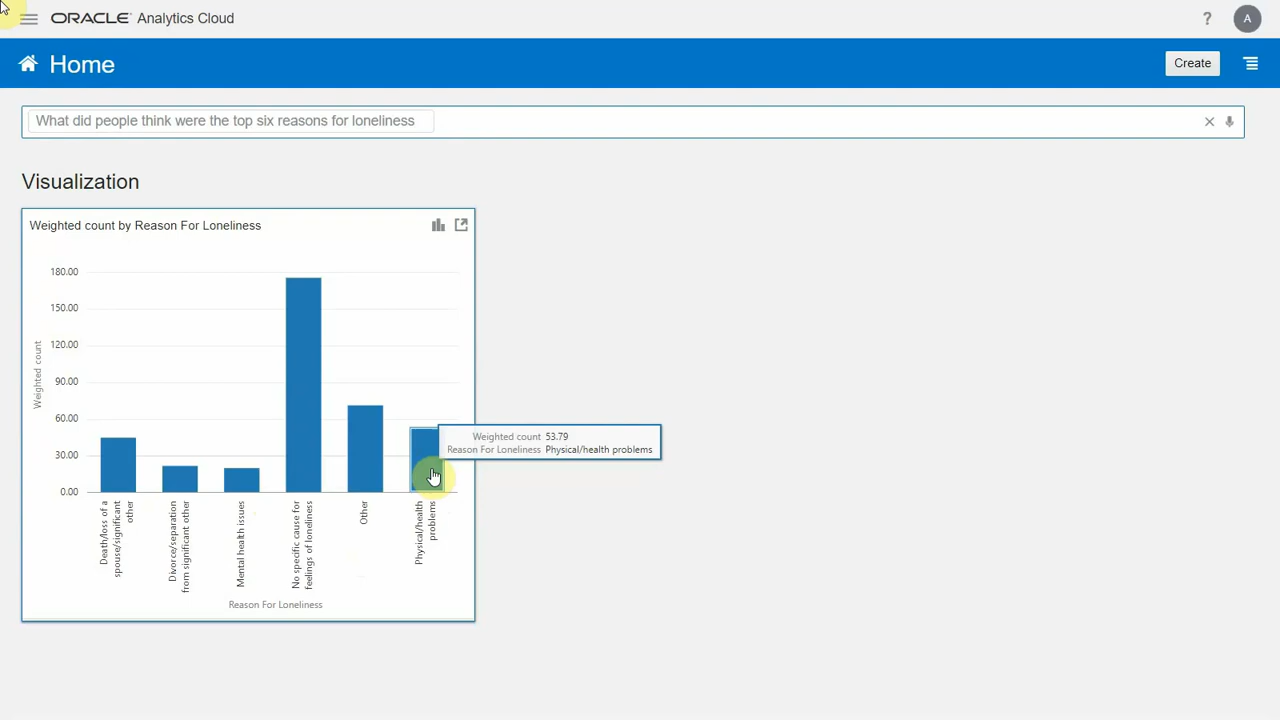 ORACLE Analytics Cloud
?
A
Home
Create
What did people think were the top six reasons for loneliness
Visualization
Weighted count by Reason For Loneliness
180.00
150.00
120.00
90.00
60.00
30.00
0.00
Weighted count
Weighted count 53.79
Reason For Loneliness Physical/health problems
Death/loss of a
spouse/significant
other
Divorce/separation
from significant other
Mental health issues
No specific cause for
feelings of loneliness
Other
Physical/health
problems
Reason For Loneliness